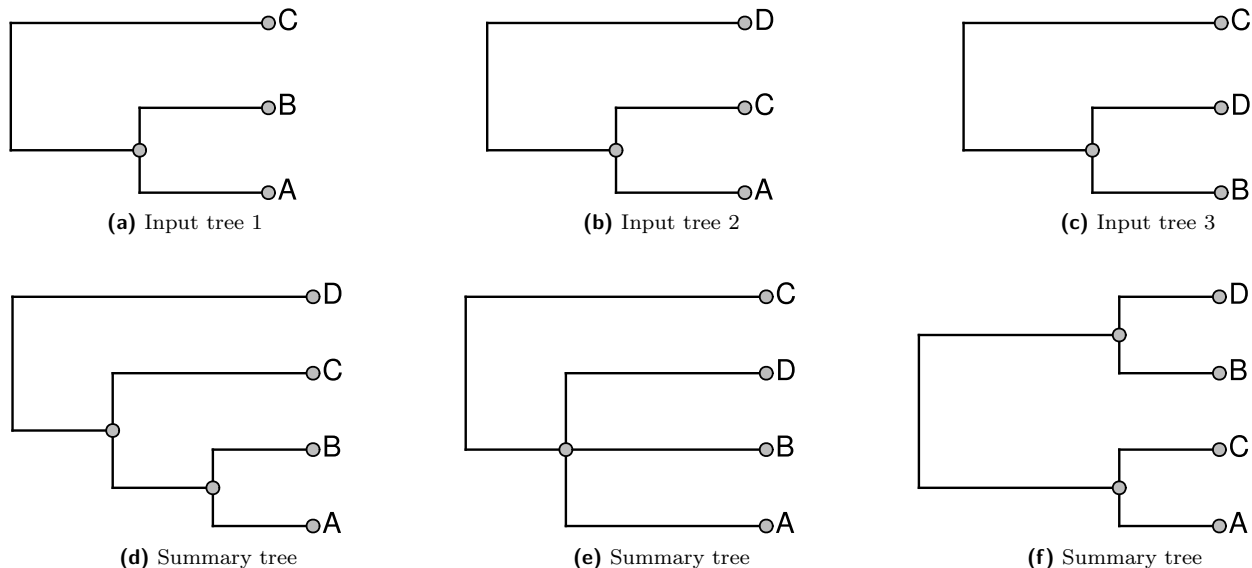 C
B
A
(a) Input tree 1
D
C
A
(b) Input tree 2
C
D
B
(c) Input tree 3
D
C
B
A
(d) Summary tree
C
D
B
A
(e) Summary tree
D
B
C
A
(f) Summary tree